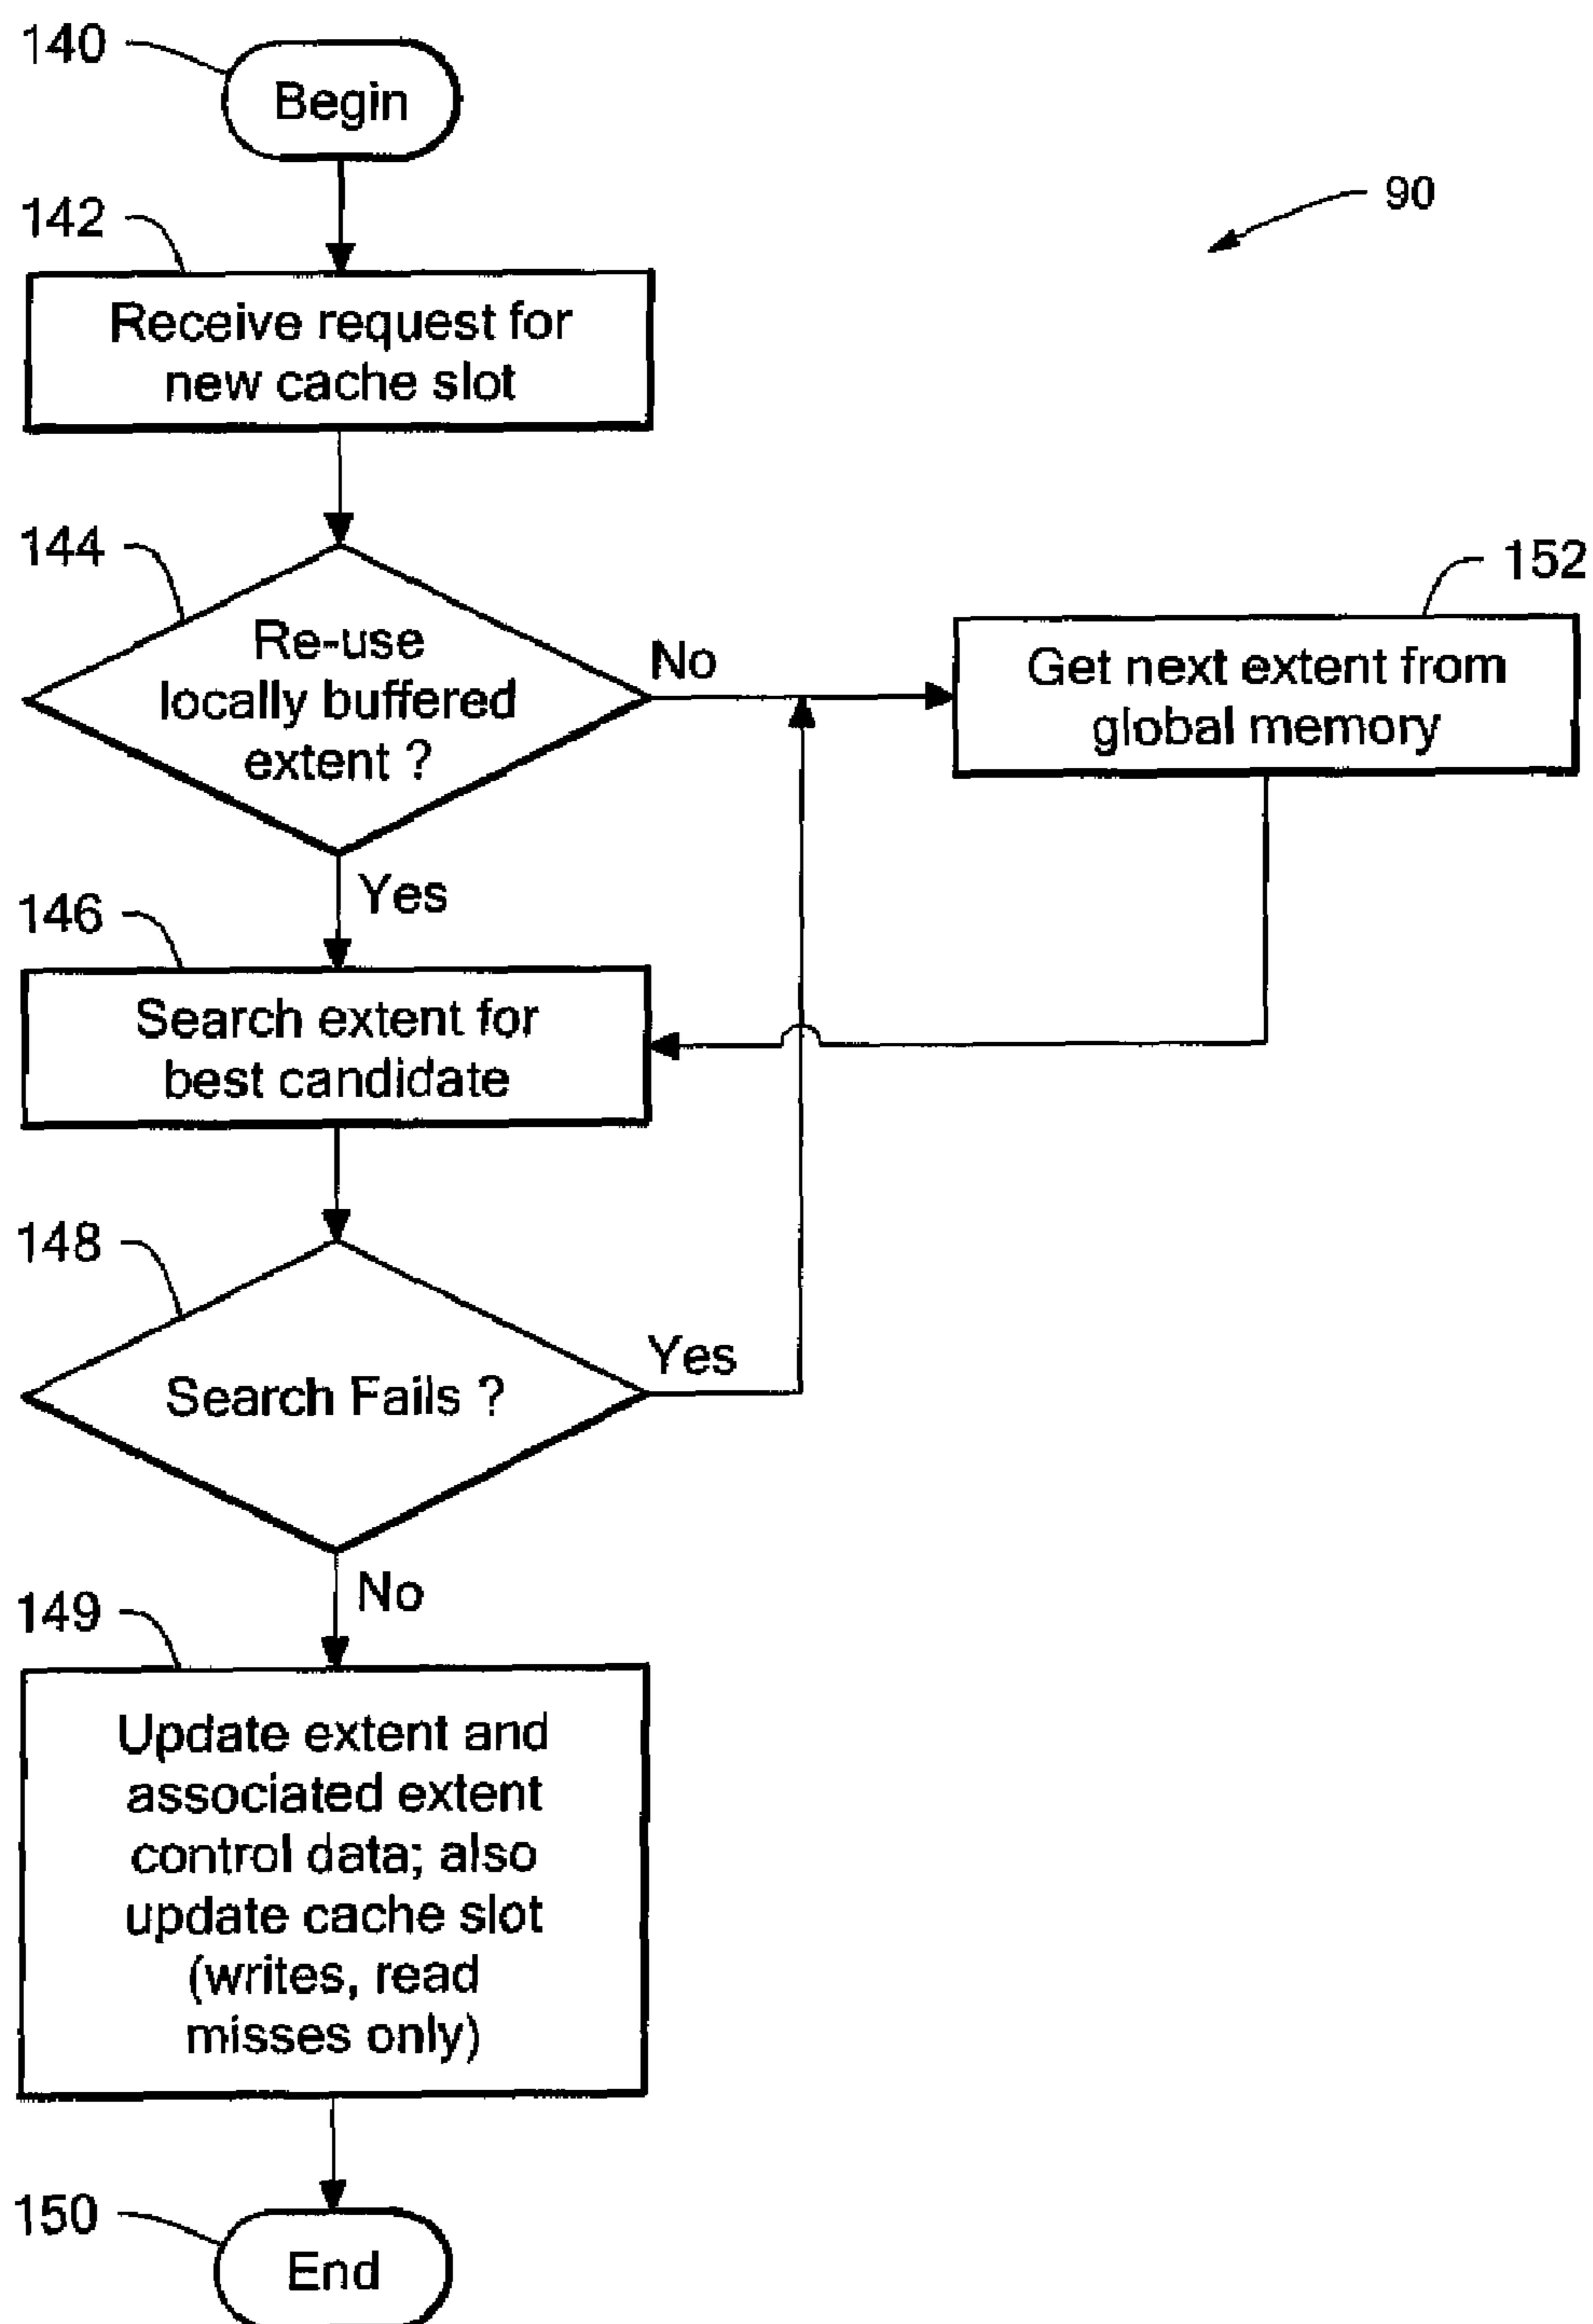 140
Begin
90
142
Receive request for
new cache slot
144
Re-use
locally buffered
extent ?
No
152
Get next extent from
global memory
Yes
146
Search extent for
best candidate
148
Search Fails ?
Yes
No
149
Update extent and
associated extent
control data; also
update cache slot
(writes, read
misses only)
150
End